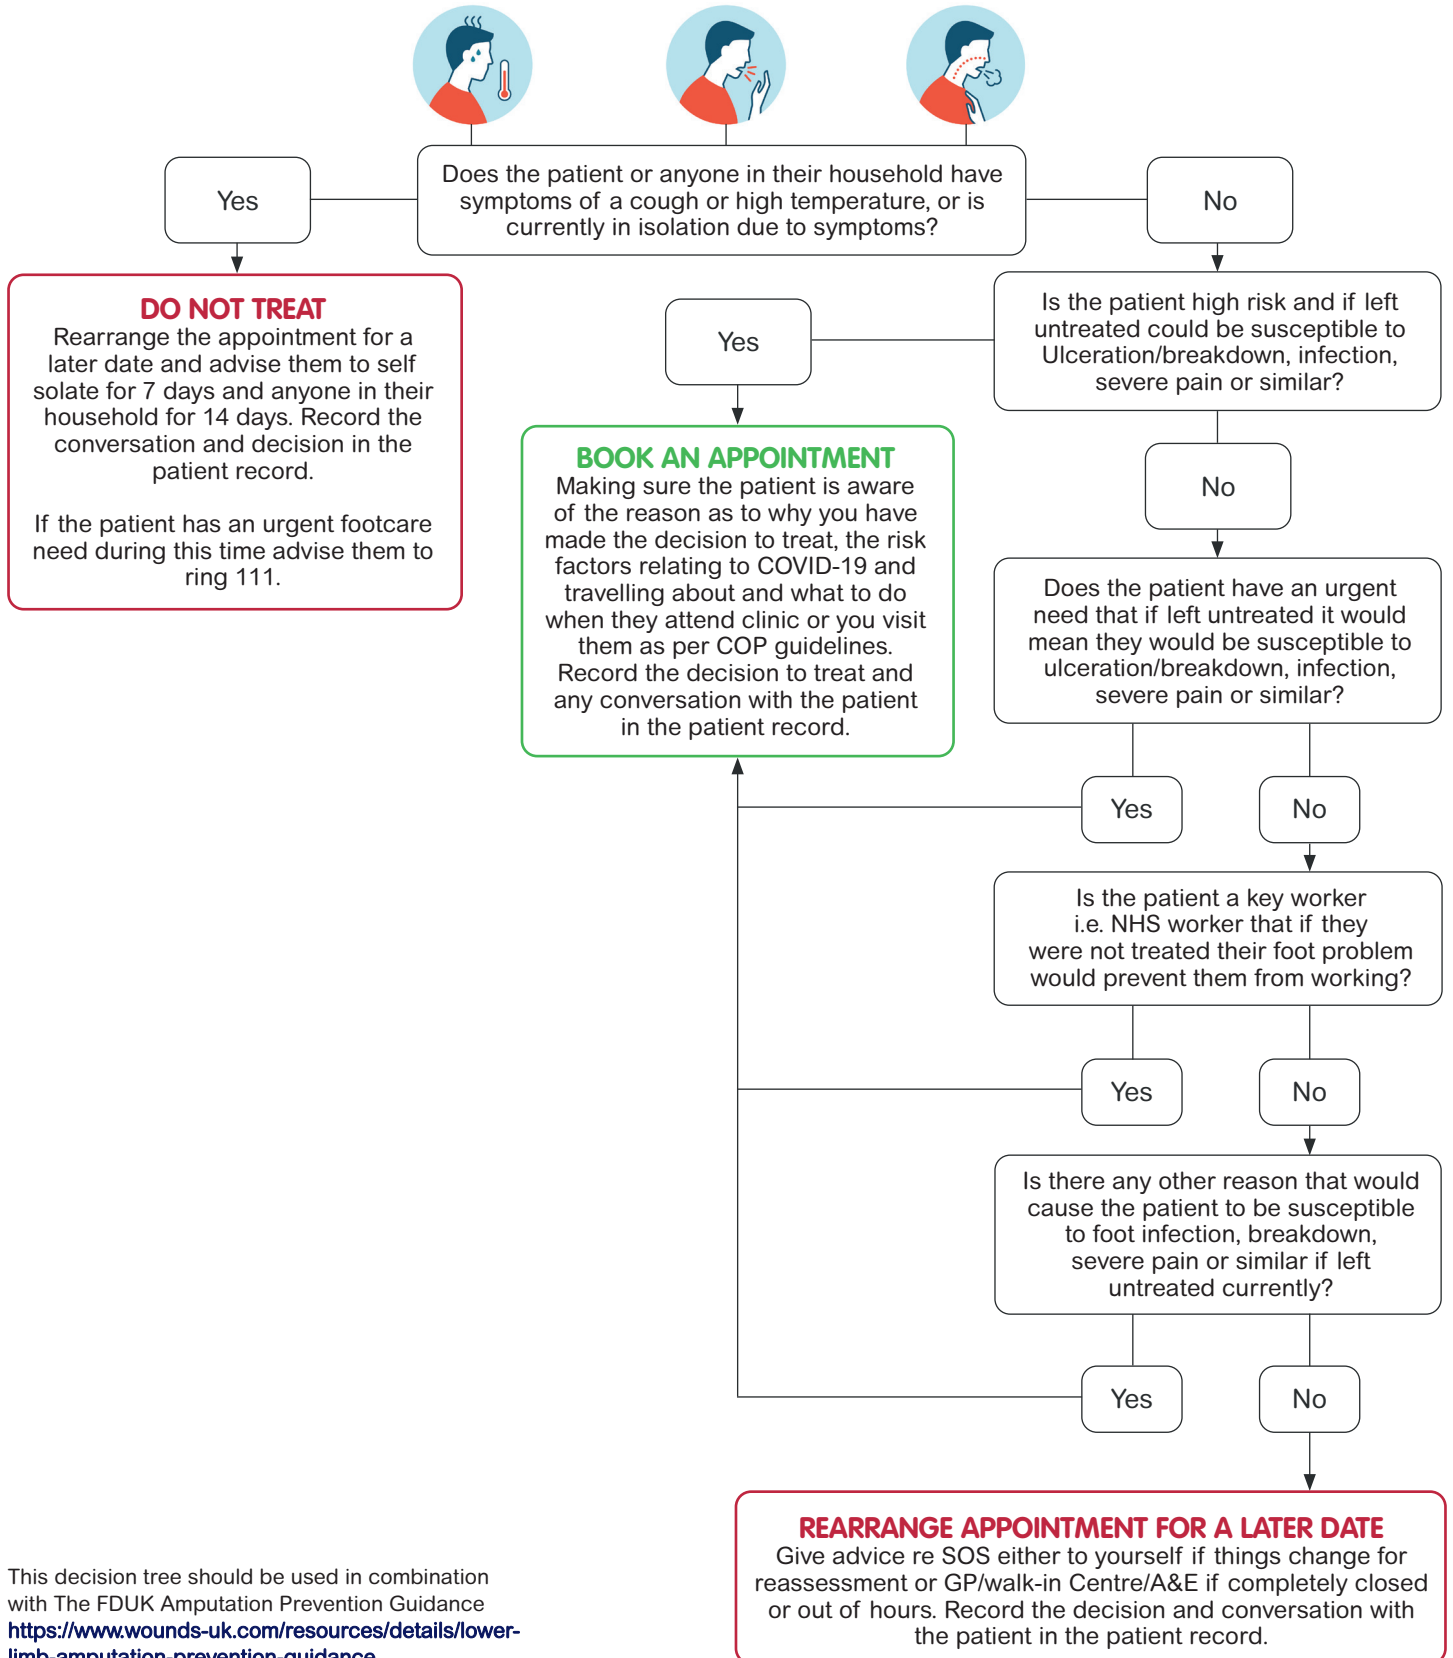 Does the patient or anyone in their household have
symptoms of a cough or high temperature, or is
currently in isolation due to symptoms?
Yes
No
DO NOT TREAT
Rearrange the appointment for a
later date and advise them to self
solate for 7 days and anyone in their
household for 14 days. Record the
conversation and decision in the
patient record.
If the patient has an urgent footcare
need during this time advise them to
ring 111.
Is the patient high risk and if left
untreated could be susceptible to
Ulceration/breakdown, infection,
severe pain or similar?
Yes
No
BOOK AN APPOINTMENT
Making sure the patient is aware
of the reason as to why you have
made the decision to treat, the risk
factors relating to COVID-19 and
travelling about and what to do
when they attend clinic or you visit
them as per COP guidelines.
Record the decision to treat and
any conversation with the patient
in the patient record.
Does the patient have an urgent
need that if left untreated it would
mean they would be susceptible to
ulceration/breakdown, infection,
severe pain or similar?
Yes
No
Is the patient a key worker
i.e. NHS worker that if they
were not treated their foot problem
would prevent them from working?
Yes
No
Is there any other reason that would
cause the patient to be susceptible
to foot infection, breakdown,
severe pain or similar if left
untreated currently?
Yes
No
REARRANGE APPOINTMENT FOR A LATER DATE
Give advice re SOS either to yourself if things change for
reassessment or GP/walk-in Centre/A&E if completely closed
or out of hours. Record the decision and conversation with
the patient in the patient record.
This decision tree should be used in combination
with The FDUK Amputation Prevention Guidance
https://www.wounds-uk.com/resources/details/lower-
limb-amputation-prevention-guidance